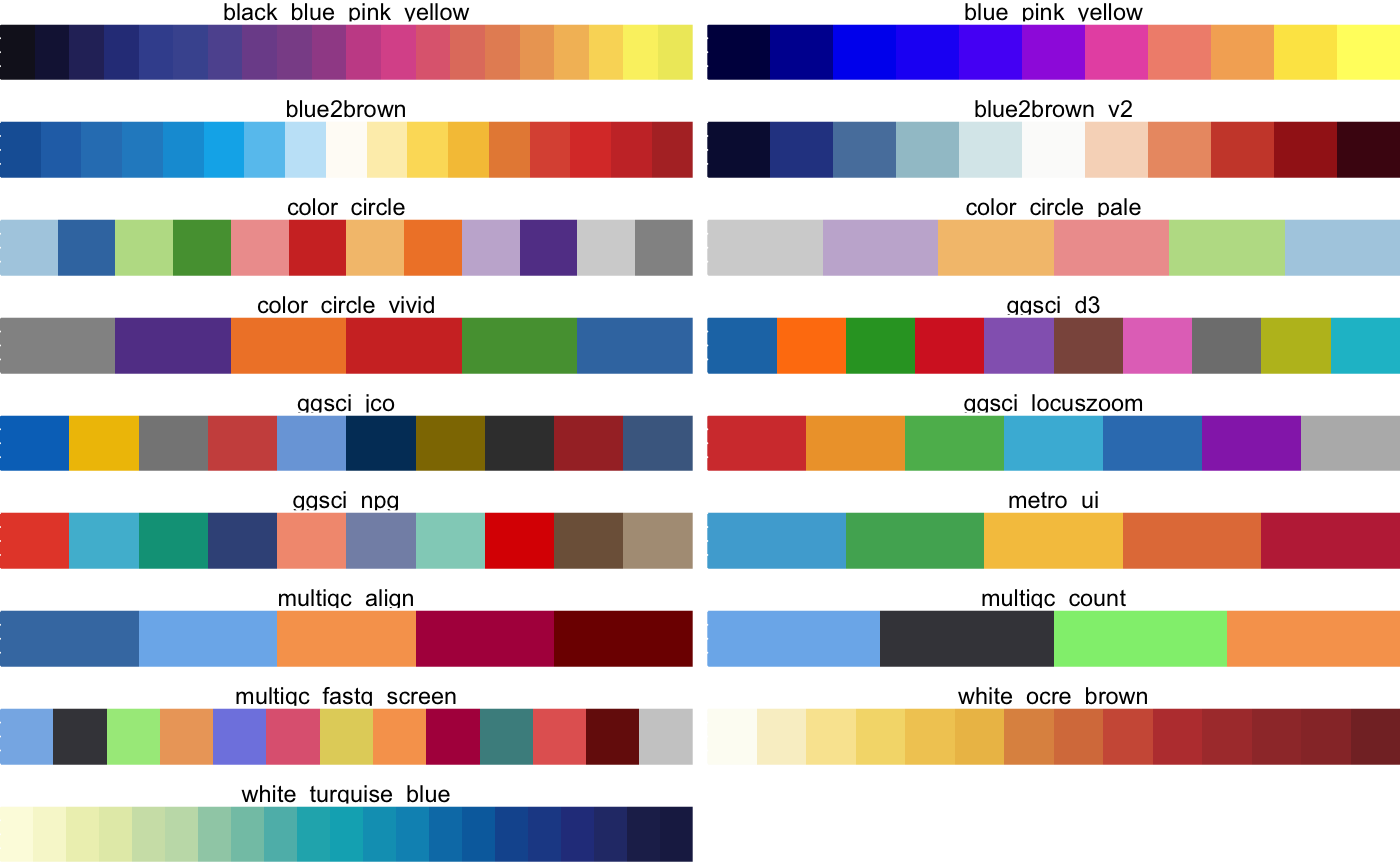 black_blue_pink_yellow
blue_pink_yellow
blue2brown
blue2brown_v2
color_circle
color_circle_pale
color_circle_vivid
ggsci_d3
ggsci_jco
ggsci_locuszoom
ggsci_npg
metro_ui
multiqc_align
multiqc_count
multiqc_fastq_screen
white_ocre_brown
white_turquise_blue